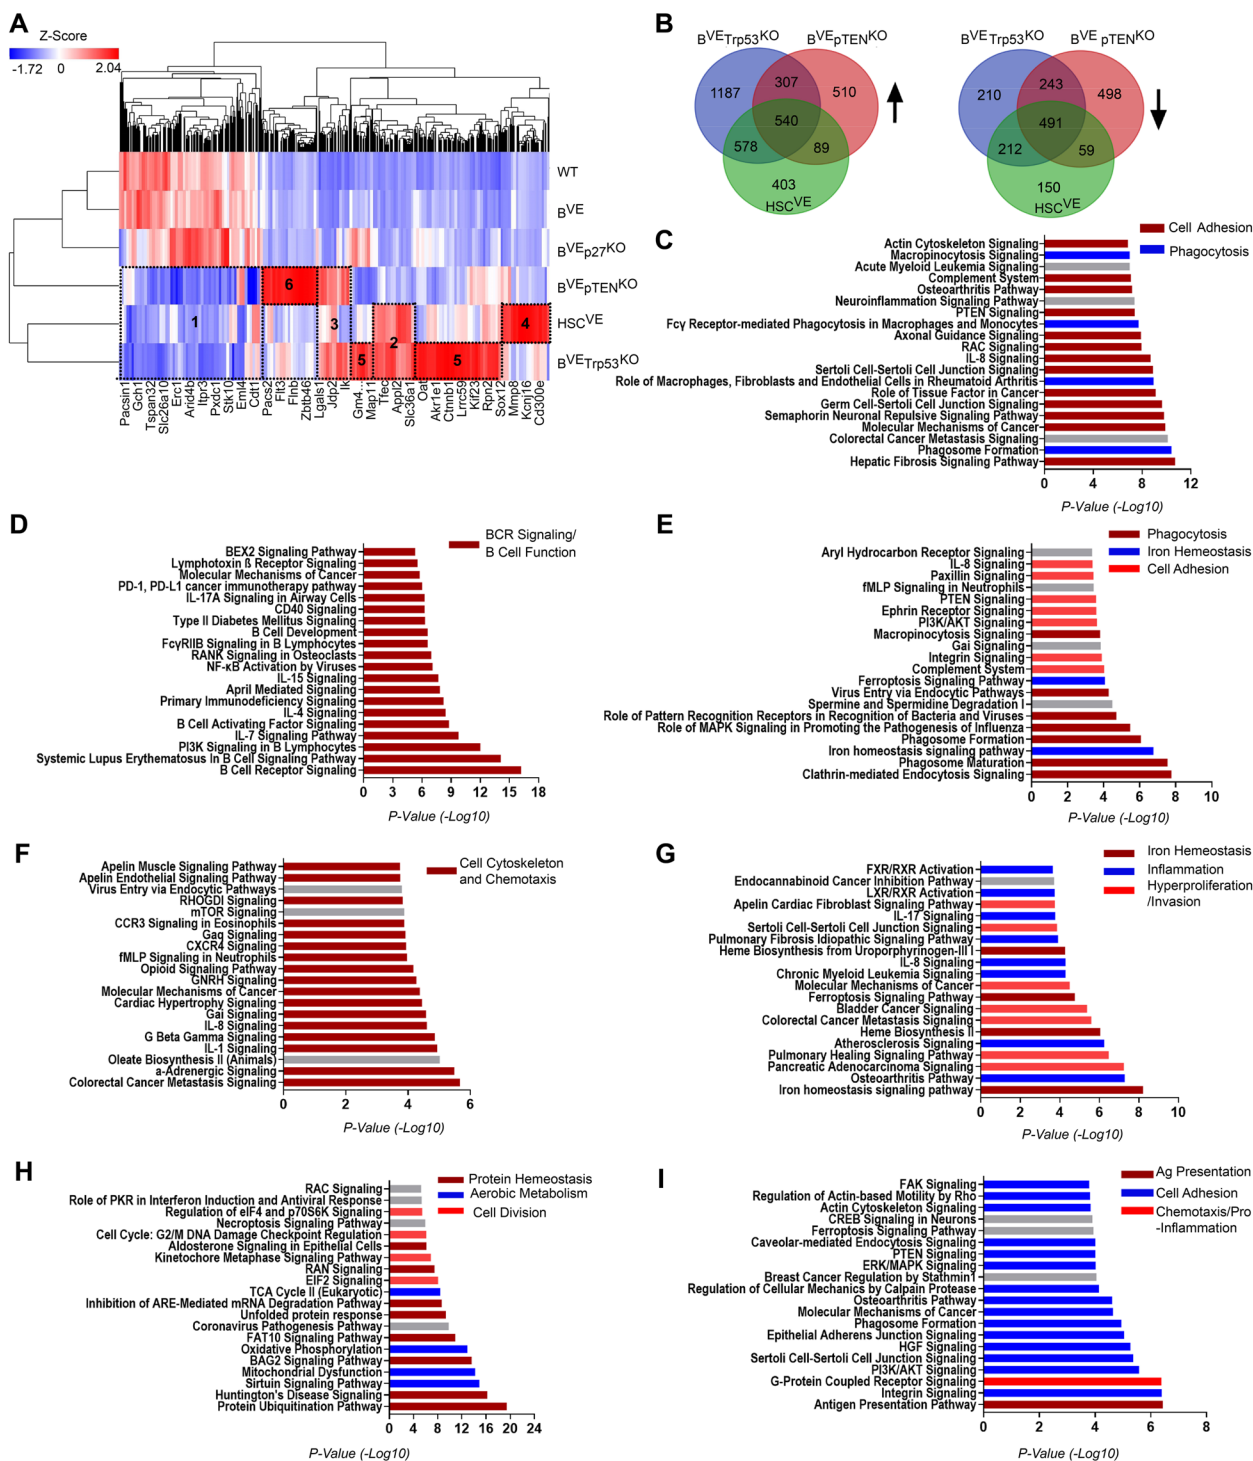 A
Z-Score
-1.72 0 2.04
WT
B^VE
B^VEp27^KO
B^VEpTEN^KO
HSC^VE
B^VETrp53^KO
1
6
3
2
4
5
5
Pacsin1
Gch1
Tspan32
Slc26a10
Erc1
Arid4b
Itpr3
Pxdc1
Stk10
Eml4
Cdt1
Pacs2
Flt3
Flnb
Zbtb46
Lgals1
Jdp2
Ik
Gm4...
Map11
Tfec
Appl2
Slc36a1
Oat
Akr1e1
Ctnnb1
Lrrc59
Kif23
Rpn2
Sox12
Mmp8
Kcnj16
Cd300e
B
B^VETrp53^KO B^VEpTEN^KO
1187 307 510
540
578 89
403
HSC^VE
B^VETrp53^KO B^VE pTEN^KO
210 243 498
491
212 59
150
HSC^VE
C
Cell Adhesion
Phagocytosis
Actin Cytoskeleton Signaling
Macropinocytosis Signaling
Acute Myeloid Leukemia Signaling
Complement System
Osteoarthritis Pathway
Neuroinflammation Signaling Pathway
PTEN Signaling
Fcγ Receptor-mediated Phagocytosis in Macrophages and Monocytes
Axonal Guidance Signaling
RAC Signaling
IL-8 Signaling
Sertoli Cell-Sertoli Cell Junction Signaling
Role of Macrophages, Fibroblasts and Endothelial Cells in Rheumatoid Arthritis
Role of Tissue Factor in Cancer
Germ Cell-Sertoli Cell Junction Signaling
Semaphorin Neuronal Repulsive Signaling Pathway
Molecular Mechanisms of Cancer
Colorectal Cancer Metastasis Signaling
Phagosome Formation
Hepatic Fibrosis Signaling Pathway
0 4 8 12
P-Value (-Log10)
D
BCR Signaling/
B Cell Function
BEX2 Signaling Pathway
Lymphotoxin ß Receptor Signaling
Molecular Mechanisms of Cancer
PD-1, PD-L1 cancer immunotherapy pathway
IL-17A Signaling in Airway Cells
CD40 Signaling
Type II Diabetes Mellitus Signaling
B Cell Development
FcγRIIB Signaling in B Lymphocytes
RANK Signaling in Osteoclasts
NF-κB Activation by Viruses
IL-15 Signaling
April Mediated Signaling
Primary Immunodeficiency Signaling
IL-4 Signaling
B Cell Activating Factor Signaling
IL-7 Signaling Pathway
PI3K Signaling in B Lymphocytes
Systemic Lupus Erythematosus In B Cell Signaling Pathway
B Cell Receptor Signaling
0 3 6 9 12 15 18
P-Value (-Log10)
E
Phagocytosis
Iron Hemeostasis
Cell Adhesion
Aryl Hydrocarbon Receptor Signaling
IL-8 Signaling
Paxillin Signaling
fMLP Signaling in Neutrophils
PTEN Signaling
Ephrin Receptor Signaling
PI3K/AKT Signaling
Macropinocytosis Signaling
Gai Signaling
Integrin Signaling
Complement System
Ferroptosis Signaling Pathway
Virus Entry via Endocytic Pathways
Spermine and Spermidine Degradation I
Role of Pattern Recognition Receptors in Recognition of Bacteria and Viruses
Role of MAPK Signaling in Promoting the Pathogenesis of Influenza
Phagosome Formation
Iron homeostasis signaling pathway
Phagosome Maturation
Clathrin-mediated Endocytosis Signaling
0 2 4 6 8 10
P-Value (-Log10)
F
Cell Cytoskeleton
and Chemotaxis
Apelin Muscle Signaling Pathway
Apelin Endothelial Signaling Pathway
Virus Entry via Endocytic Pathways
RHOGDI Signaling
mTOR Signaling
CCR3 Signaling in Eosinophils
Gaq Signaling
CXCR4 Signaling
fMLP Signaling in Neutrophils
Opioid Signaling Pathway
GNRH Signaling
Molecular Mechanisms of Cancer
Cardiac Hypertrophy Signaling
Gai Signaling
IL-8 Signaling
G Beta Gamma Signaling
IL-1 Signaling
Oleate Biosynthesis II (Animals)
a-Adrenergic Signaling
Colorectal Cancer Metastasis Signaling
0 2 4 6
P-Value (-Log10)
G
Iron Hemeostasis
Inflammation
Hyperproliferation
/Invasion
FXR/RXR Activation
Endocannabinoid Cancer Inhibition Pathway
LXR/RXR Activation
Apelin Cardiac Fibroblast Signaling Pathway
IL-17 Signaling
Sertoli Cell-Sertoli Cell Junction Signaling
Pulmonary Fibrosis Idiopathic Signaling Pathway
Heme Biosynthesis from Uroporphyrinogen-III I
IL-8 Signaling
Chronic Myeloid Leukemia Signaling
Molecular Mechanisms of Cancer
Ferroptosis Signaling Pathway
Bladder Cancer Signaling
Colorectal Cancer Metastasis Signaling
Heme Biosynthesis II
Atherosclerosis Signaling
Pulmonary Healing Signaling Pathway
Pancreatic Adenocarcinoma Signaling
Osteoarthritis Pathway
Iron homeostasis signaling pathway
0 2 4 6 8 10
P-Value (-Log10)
H
Protein Hemeostasis
Aerobic Metabolism
Cell Division
RAC Signaling
Role of PKR in Interferon Induction and Antiviral Response
Regulation of eIF4 and p70S6K Signaling
Necroptosis Signaling Pathway
Cell Cycle: G2/M DNA Damage Checkpoint Regulation
Aldosterone Signaling in Epithelial Cells
Kinetochore Metaphase Signaling Pathway
RAN Signaling
EIF2 Signaling
TCA Cycle II (Eukaryotic)
Inhibition of ARE-Mediated mRNA Degradation Pathway
Unfolded protein response
Coronavirus Pathogenesis Pathway
FAT10 Signaling Pathway
Oxidative Phosphorylation
BAG2 Signaling Pathway
Mitochondrial Dysfunction
Sirtuin Signaling Pathway
Huntington's Disease Signaling
Protein Ubiquitination Pathway
0 4 8 12 16 20 24
P-Value (-Log10)
I
Ag Presentation
Cell Adhesion
Chemotaxis/Pro
-Inflammation
FAK Signaling
Regulation of Actin-based Motility by Rho
Actin Cytoskeleton Signaling
CREB Signaling in Neurons
Ferroptosis Signaling Pathway
Caveolar-mediated Endocytosis Signaling
PTEN Signaling
ERK/MAPK Signaling
Breast Cancer Regulation by Stathmin1
Regulation of Cellular Mechanics by Calpain Protease
Osteoarthritis Pathway
Molecular Mechanisms of Cancer
Phagosome Formation
Epithelial Adherens Junction Signaling
HGF Signaling
Sertoli Cell-Sertoli Cell Junction Signaling
PI3K/AKT Signaling
G-Protein Coupled Receptor Signaling
Integrin Signaling
Antigen Presentation Pathway
0 2 4 6 8
P-Value (-Log10)